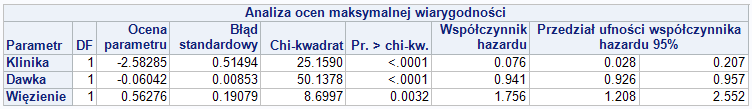 Analiza ocen maksymalnej wiarygodności
Parametr DF Ocena parametru Błąd standardowy Chi-kwadrat Pr. > chi-kw. Współczynnik hazardu Przedział ufności współczynnika hazardu 95%
Klinika 1 -2.58285 0.51494 25.1590 <.0001 0.076 0.028 0.207
Dawka 1 -0.06042 0.00853 50.1378 <.0001 0.941 0.926 0.957
Więzienie 1 0.56276 0.19079 8.6997 0.0032 1.756 1.208 2.552